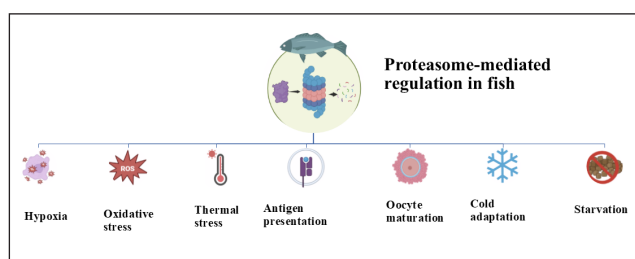 Proteasome-mediated
regulation in fish
ROS
Hypoxia
Oxidative
stress
Thermal
stress
Antigen
presentation
Oocyte
maturation
Cold
adaptation
Starvation